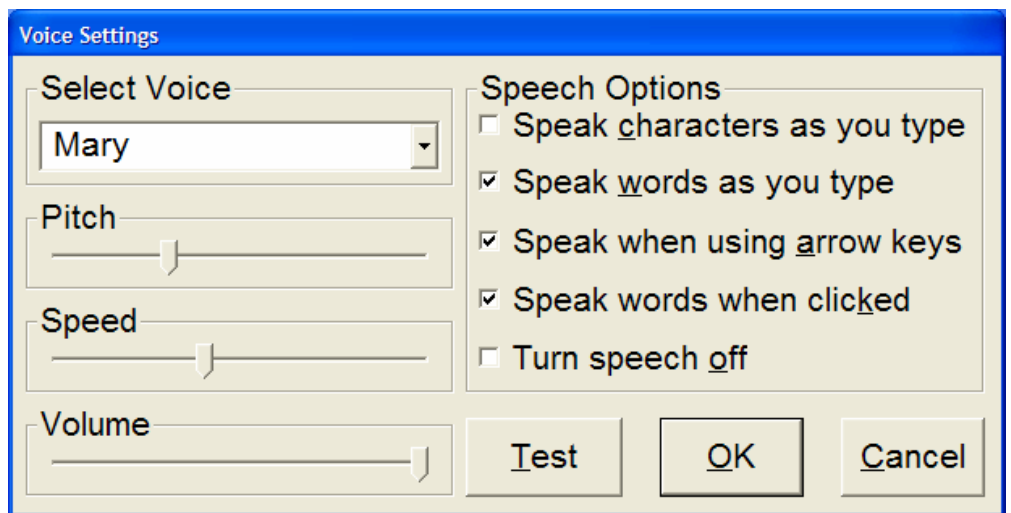 Voice Settings
Select Voice
Mary
Pitch
Speed
Volume
Speech Options
Speak characters as you type
Speak words as you type
Speak when using arrow keys
Speak words when clicked
Turn speech off
Test
OK
Cancel